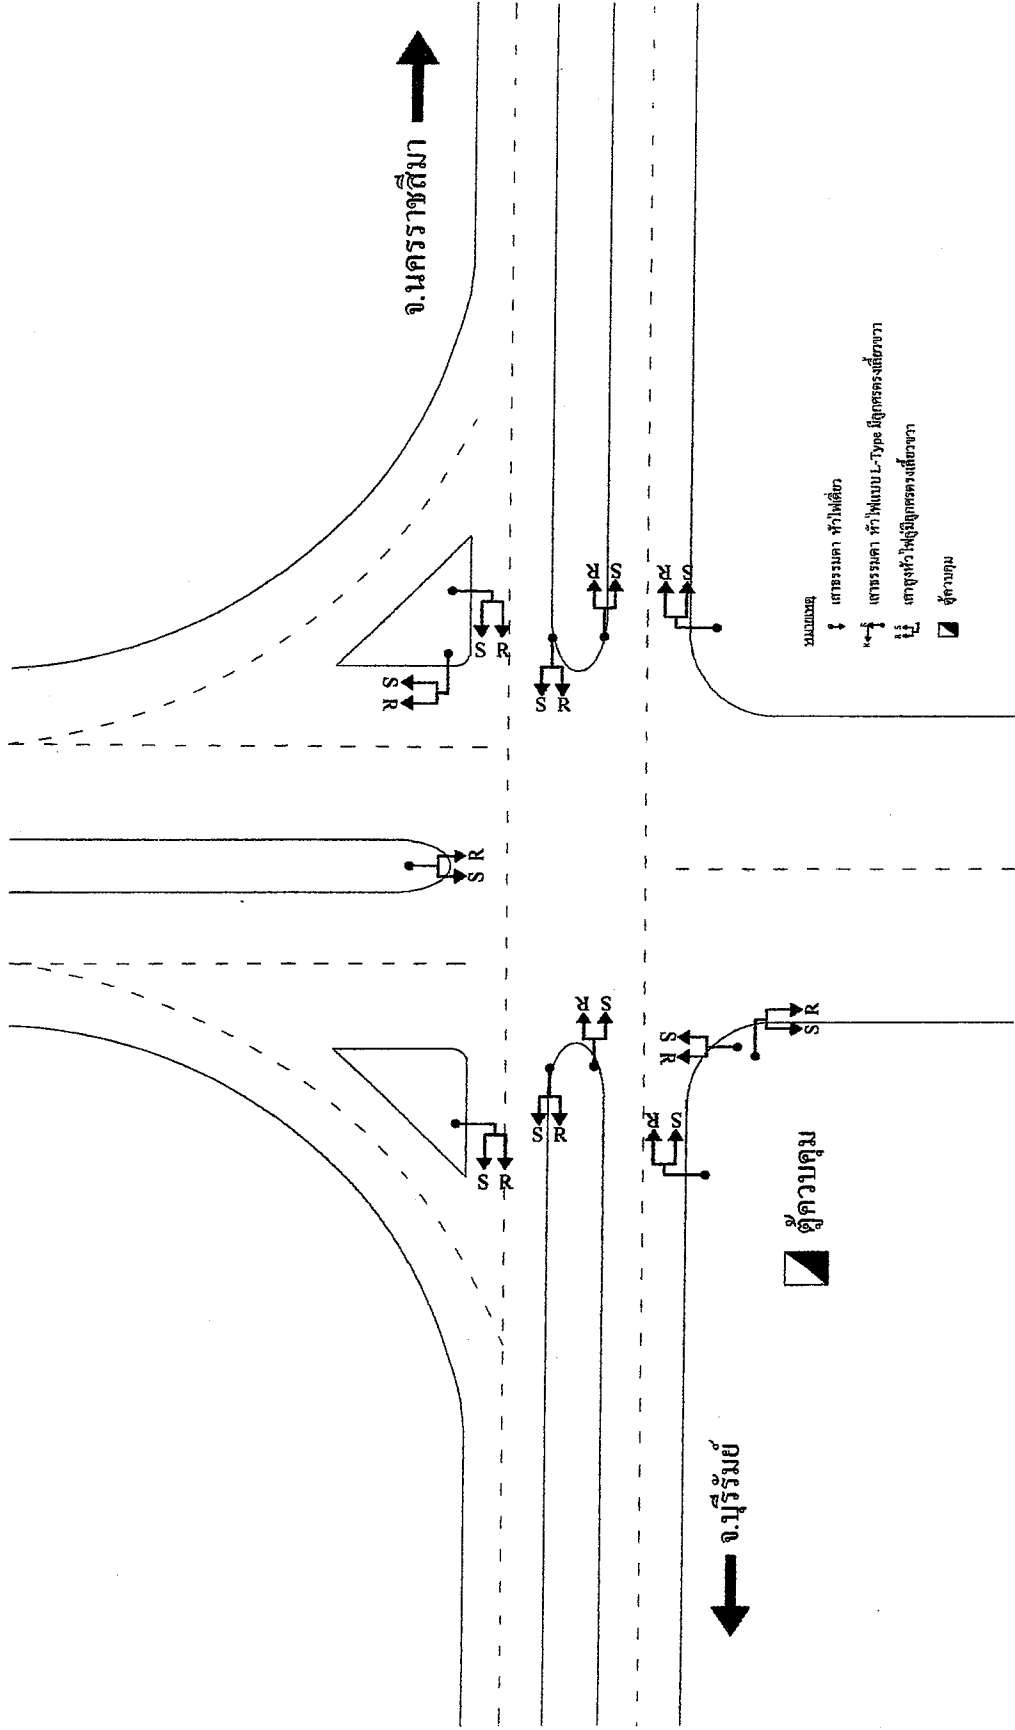 จ.นครราชสีมา
S R
R S
S R
R S
R S
S R
R S
S R
S R
R S
R S
S R
จ.บุรีรัมย์
ตู้ควบคุม
หมายเหตุ
เสาธรรมดา หัวไฟเดี่ยว
R S เสาธรรมดา หัวไฟแบบ L-Type มีลูกศรตรงเลี้ยวขวา
R S เสาสูงหัวไฟคู่มีลูกศรตรงเลี้ยวขวา
ตู้ควบคุม